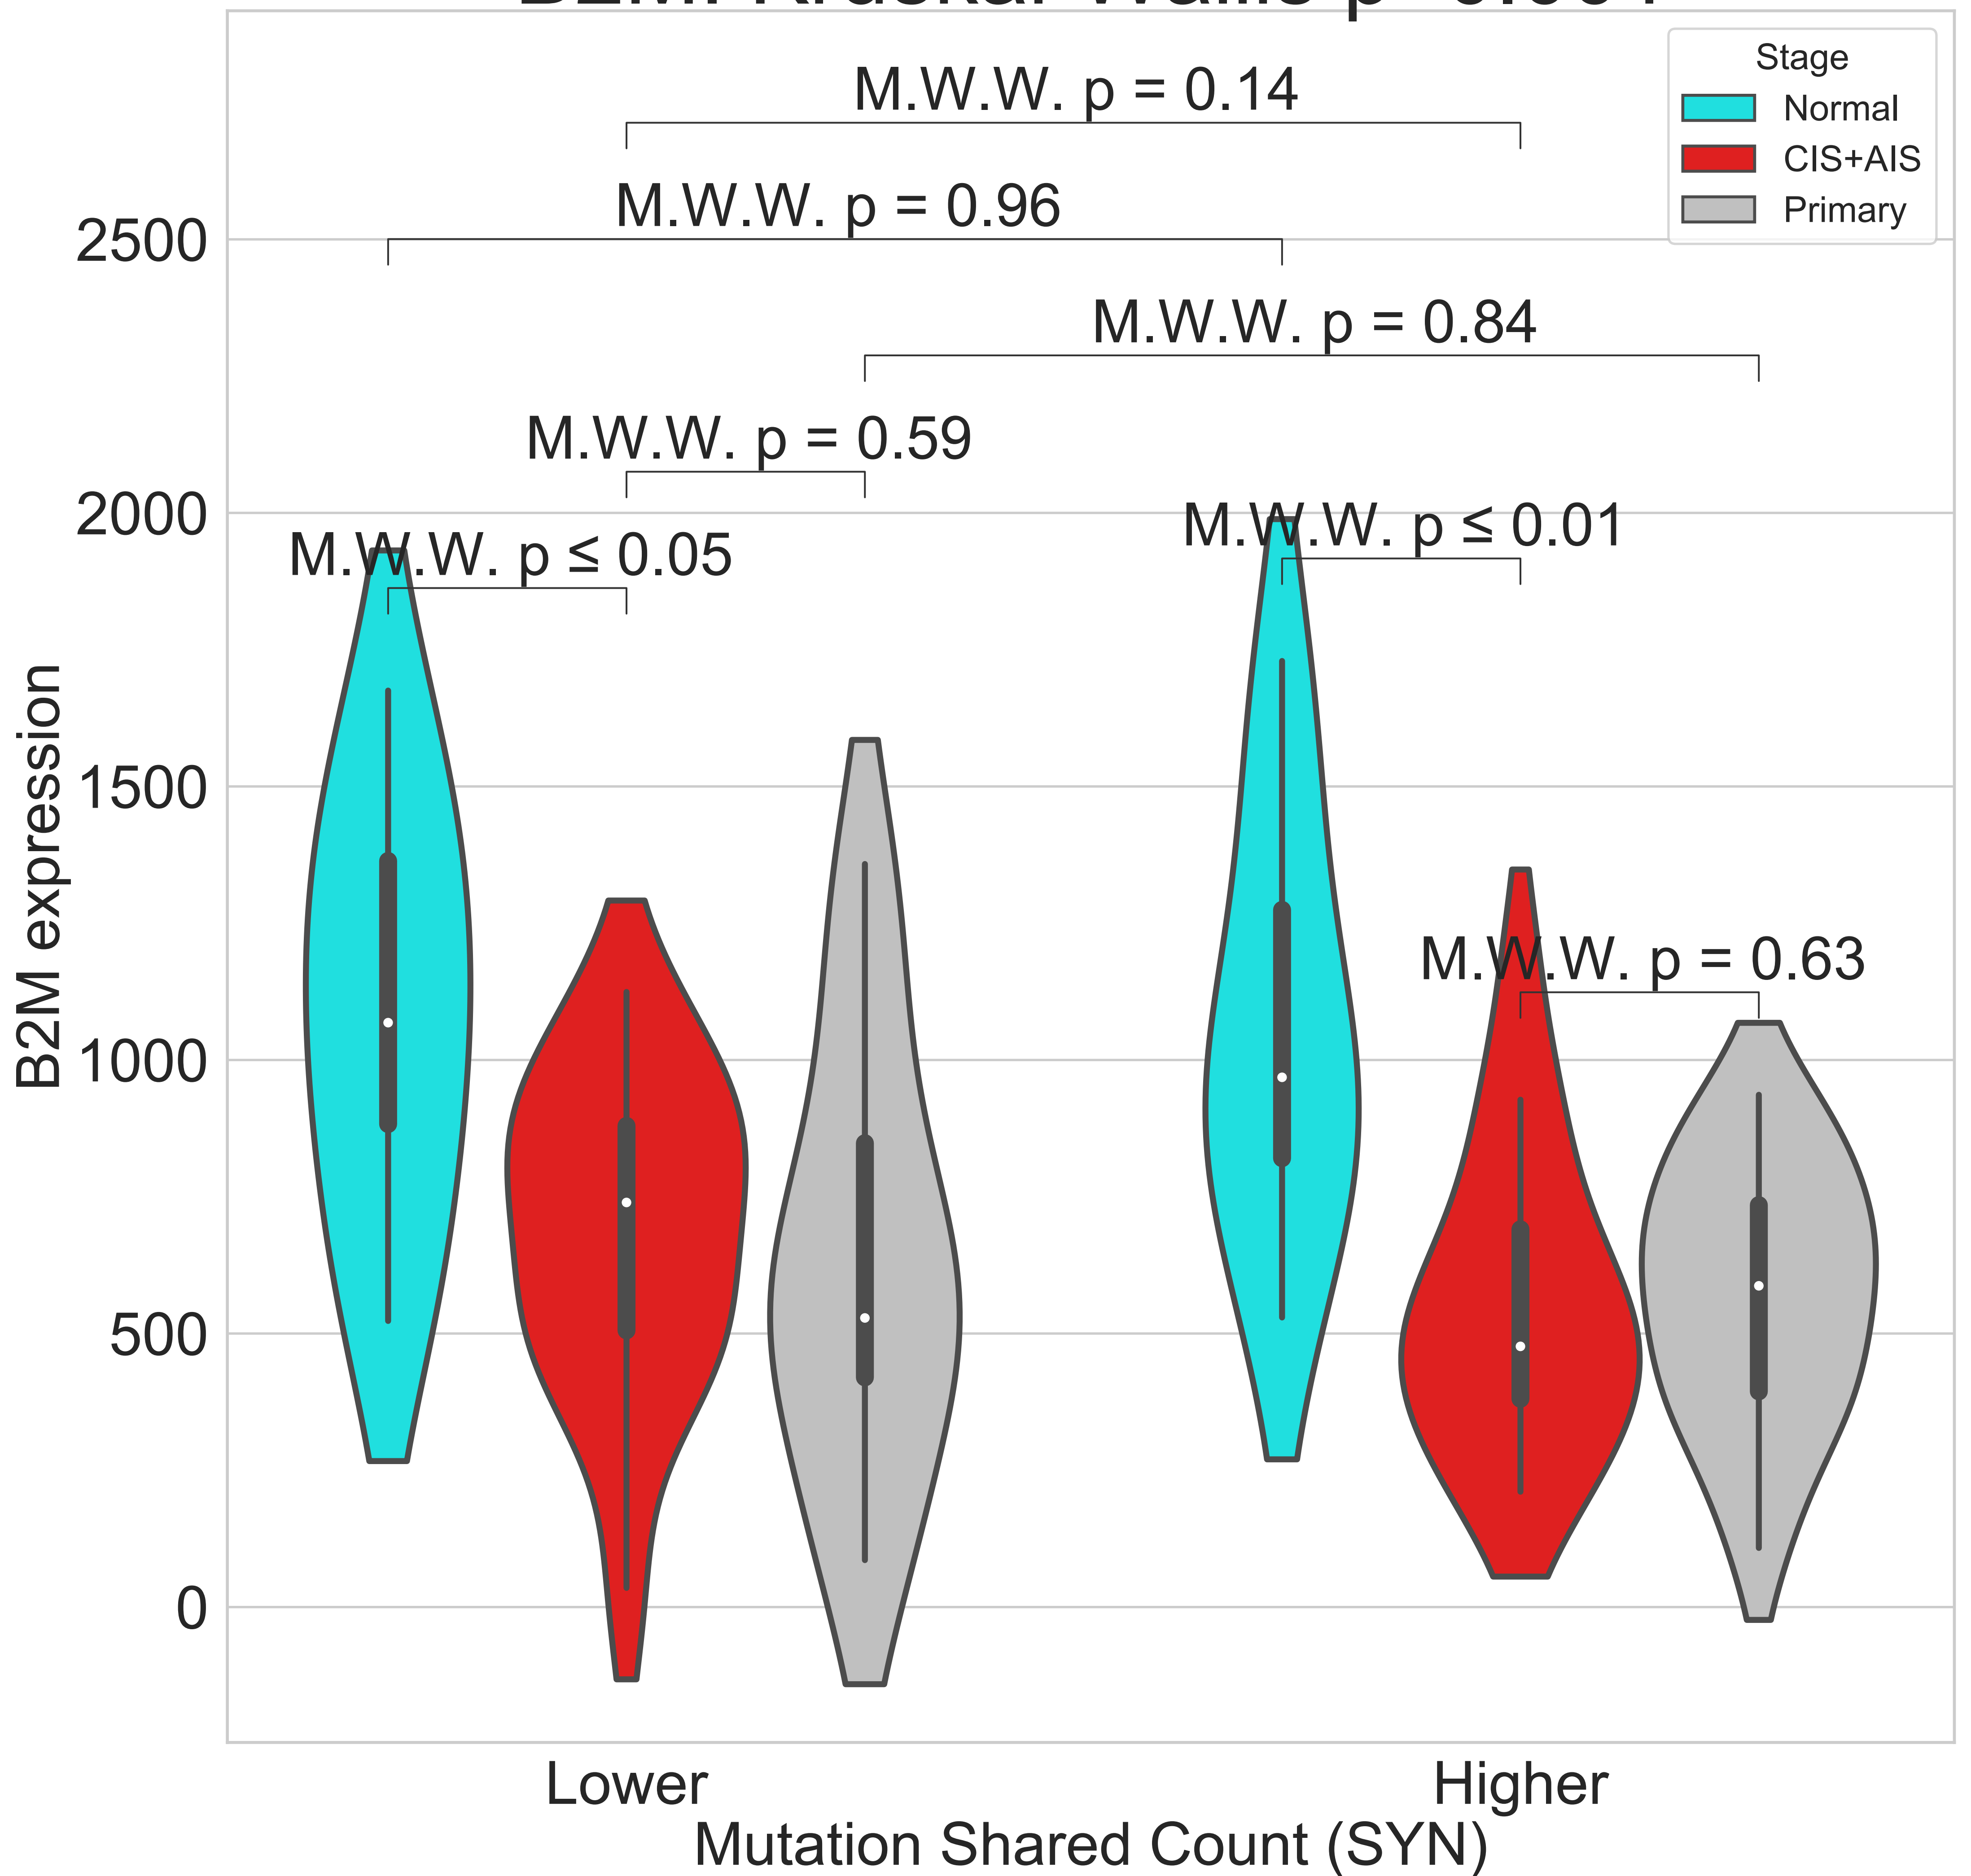 Stage
Normal
CIS+AIS
Primary
M.W.W. p = 0.14
M.W.W. p = 0.96
M.W.W. p = 0.84
M.W.W. p = 0.59
M.W.W. p ≤ 0.01
M.W.W. p ≤ 0.05
M.W.W. p = 0.63
B2M expression
2500
2000
1500
1000
500
0
Lower
Higher
Mutation Shared Count (SYN)